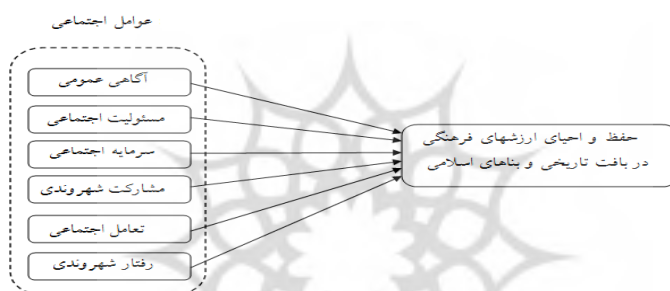 عوامل اجتماعی
آگاهی عمومی
مسئولیت اجتماعی
سرمایه اجتماعی
مشارکت شهروندی
تعامل اجتماعی
رفتار شهروندی
حفظ و احیای ارزشهای فرهنگی
در بافت تاریخی و بناهای اسلامی